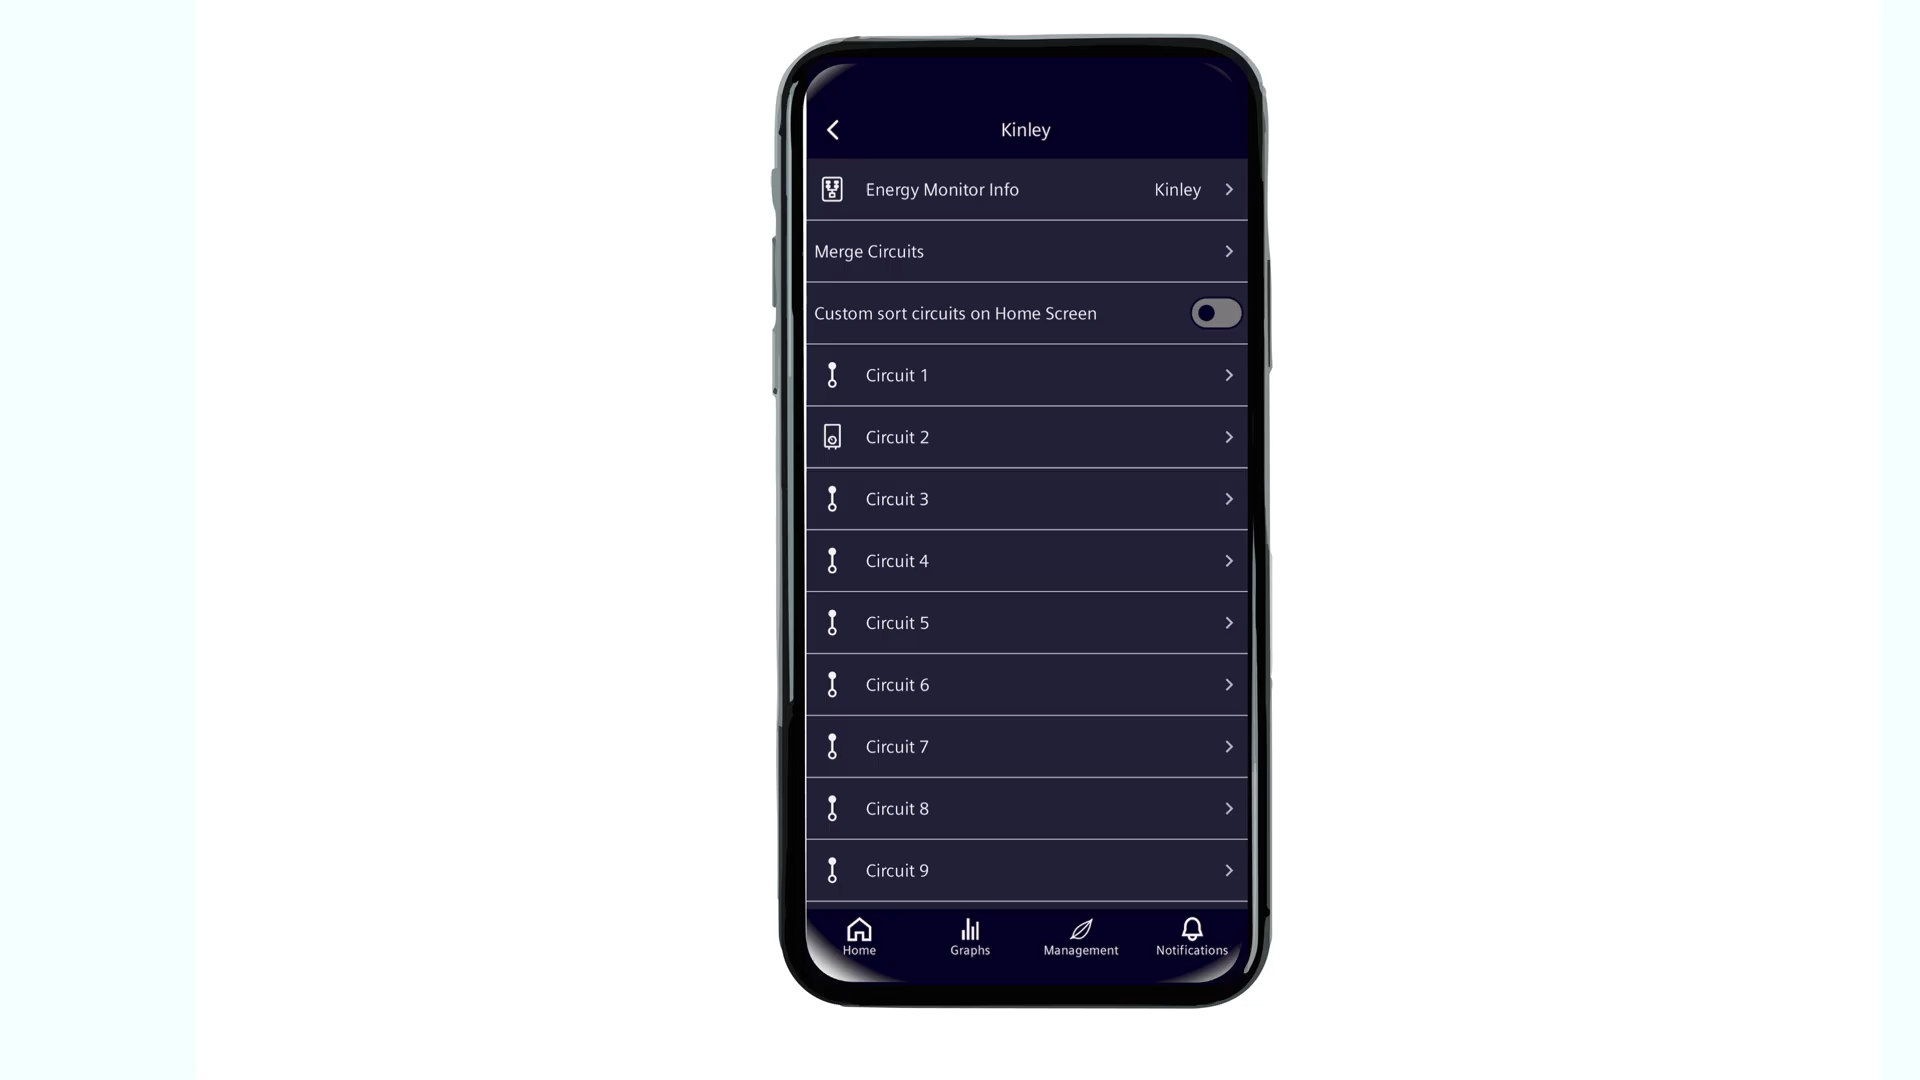 Kinley
Energy Monitor Info Kinley
Merge Circuits
Custom sort circuits on Home Screen
Circuit 1
Circuit 2
Circuit 3
Circuit 4
Circuit 5
Circuit 6
Circuit 7
Circuit 8
Circuit 9
Home Graphs Management Notifications